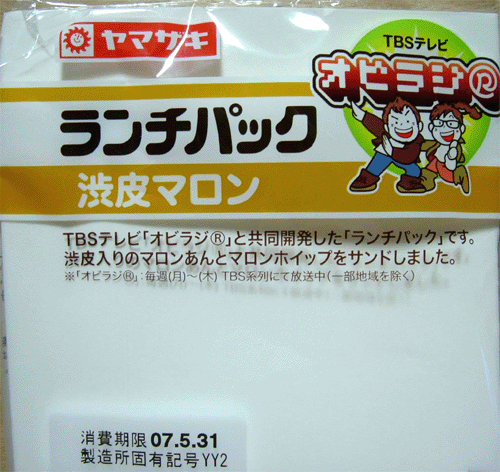 ヤマザキ
TBSテレビ
オビラジⓇ
ランチパック
渋皮マロン
TBSテレビ「オビラジⓇ」と共同開発した「ランチパック」です。
渋皮入りのマロンあんとマロンホイップをサンドしました。
※「オビラジⓇ」:毎週(月)〜(木) TBS系列にて放送中(一部地域を除く)
消費期限 07.5.31
製造所固有記号YY2